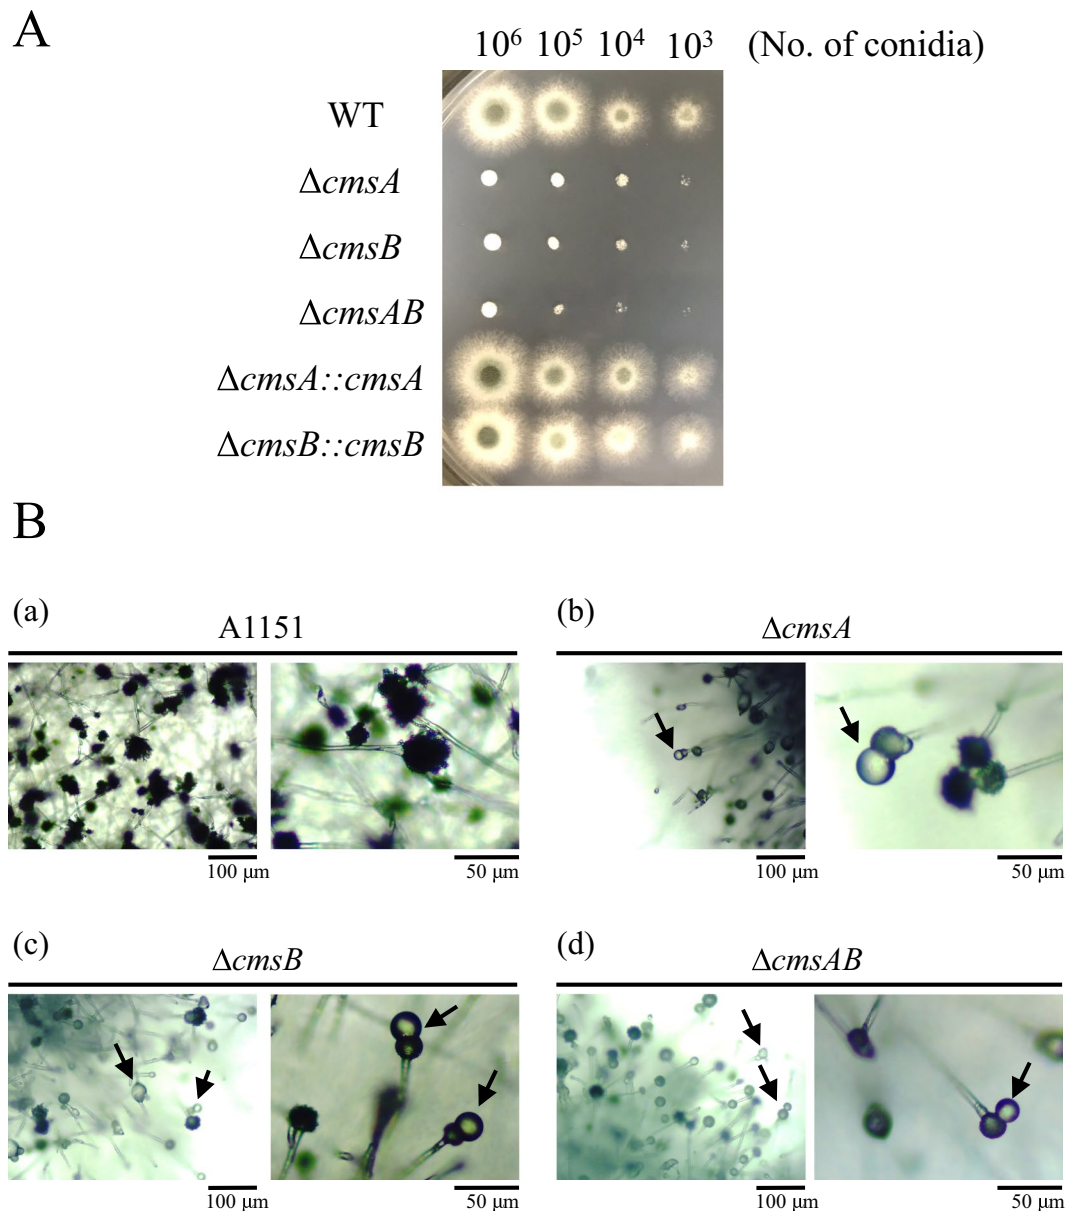 A
10⁶ 10⁵ 10⁴ 10³ (No. of conidia)
WT
ΔcmsA
ΔcmsB
ΔcmsAB
ΔcmsA::cmsA
ΔcmsB::cmsB
B
(a)
A1151
100 μm
50 μm
(b)
ΔcmsA
100 μm
50 μm
(c)
ΔcmsB
100 μm
50 μm
(d)
ΔcmsAB
100 μm
50 μm